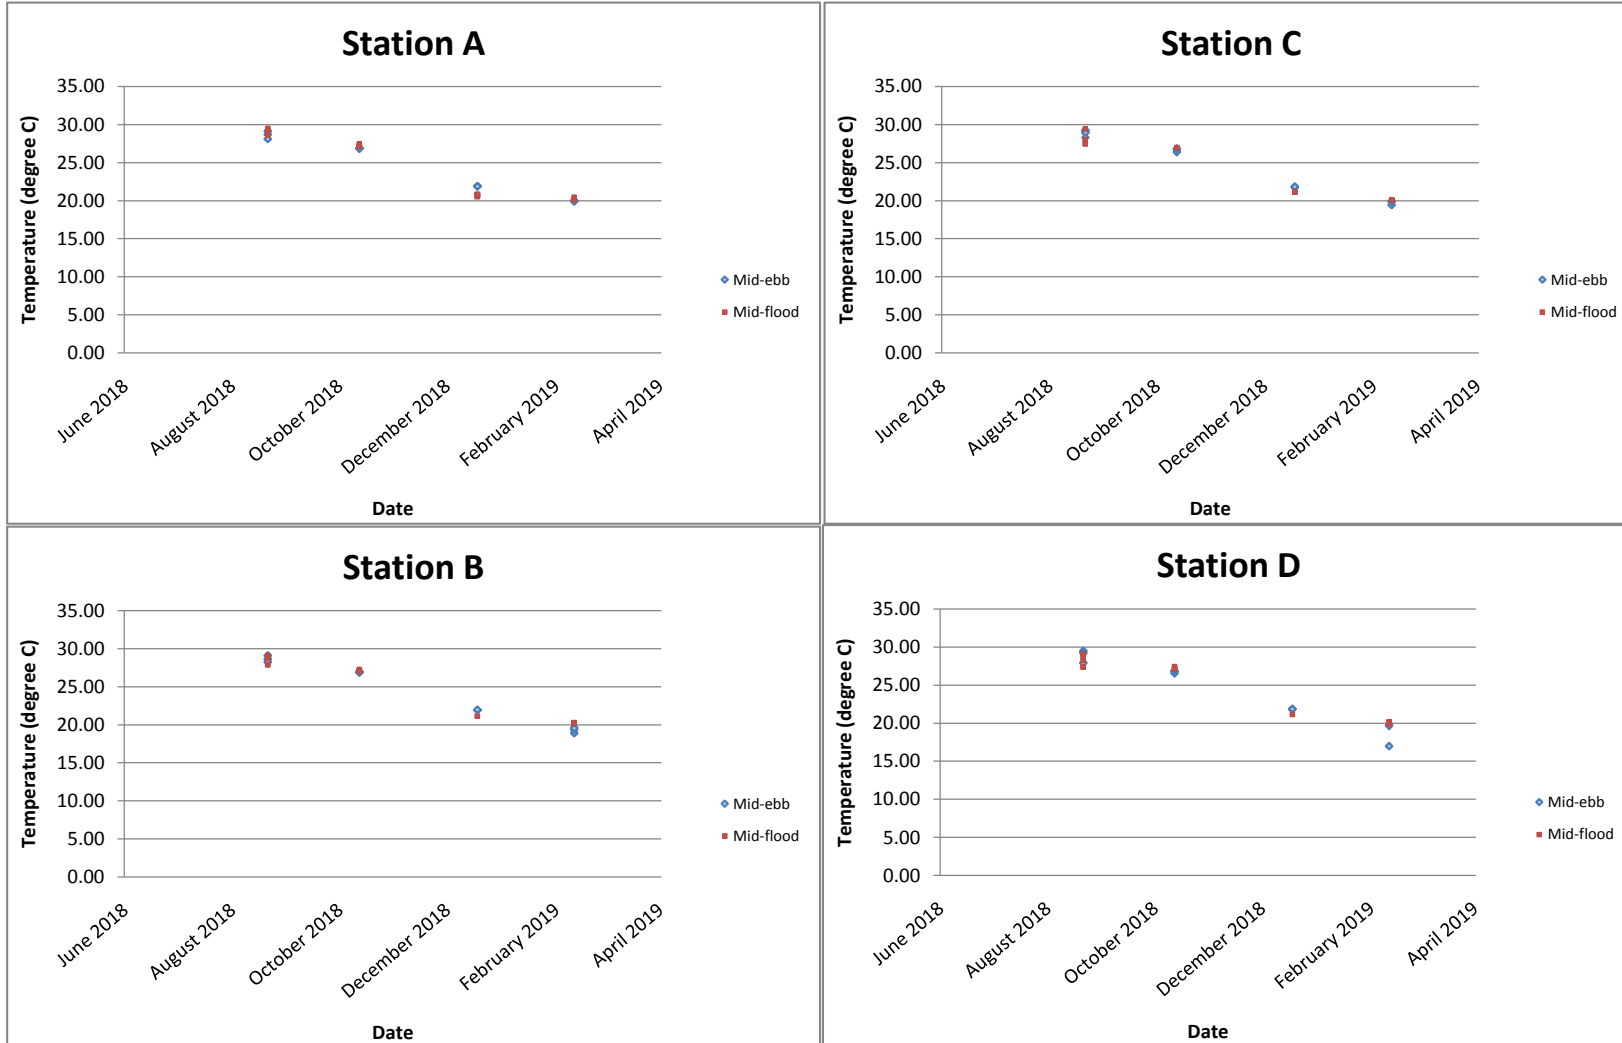 Station A
Temperature (degree C)
35.00
30.00
25.00
20.00
15.00
10.00
5.00
0.00
June 2018
August 2018
October 2018
December 2018
February 2019
April 2019
Date
Mid-ebb
Mid-flood
Station C
Temperature (degree C)
35.00
30.00
25.00
20.00
15.00
10.00
5.00
0.00
June 2018
August 2018
October 2018
December 2018
February 2019
April 2019
Date
Mid-ebb
Mid-flood
Station B
Temperature (degree C)
35.00
30.00
25.00
20.00
15.00
10.00
5.00
0.00
June 2018
August 2018
October 2018
December 2018
February 2019
April 2019
Date
Mid-ebb
Mid-flood
Station D
Temperature (degree C)
35.00
30.00
25.00
20.00
15.00
10.00
5.00
0.00
June 2018
August 2018
October 2018
December 2018
February 2019
April 2019
Date
Mid-ebb
Mid-flood